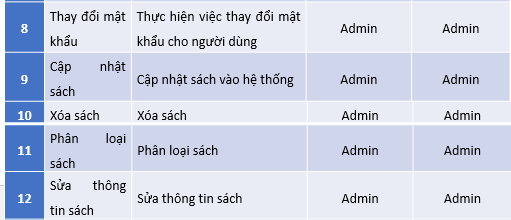 8 Thay đổi mật khẩu Thực hiện việc thay đổi mật khẩu cho người dùng Admin Admin
9 Cập nhật sách Cập nhật sách vào hệ thống Admin Admin
10 Xóa sách Xóa sách Admin Admin
11 Phân loại sách Phân loại sách Admin Admin
12 Sửa thông tin sách Sửa thông tin sách Admin Admin